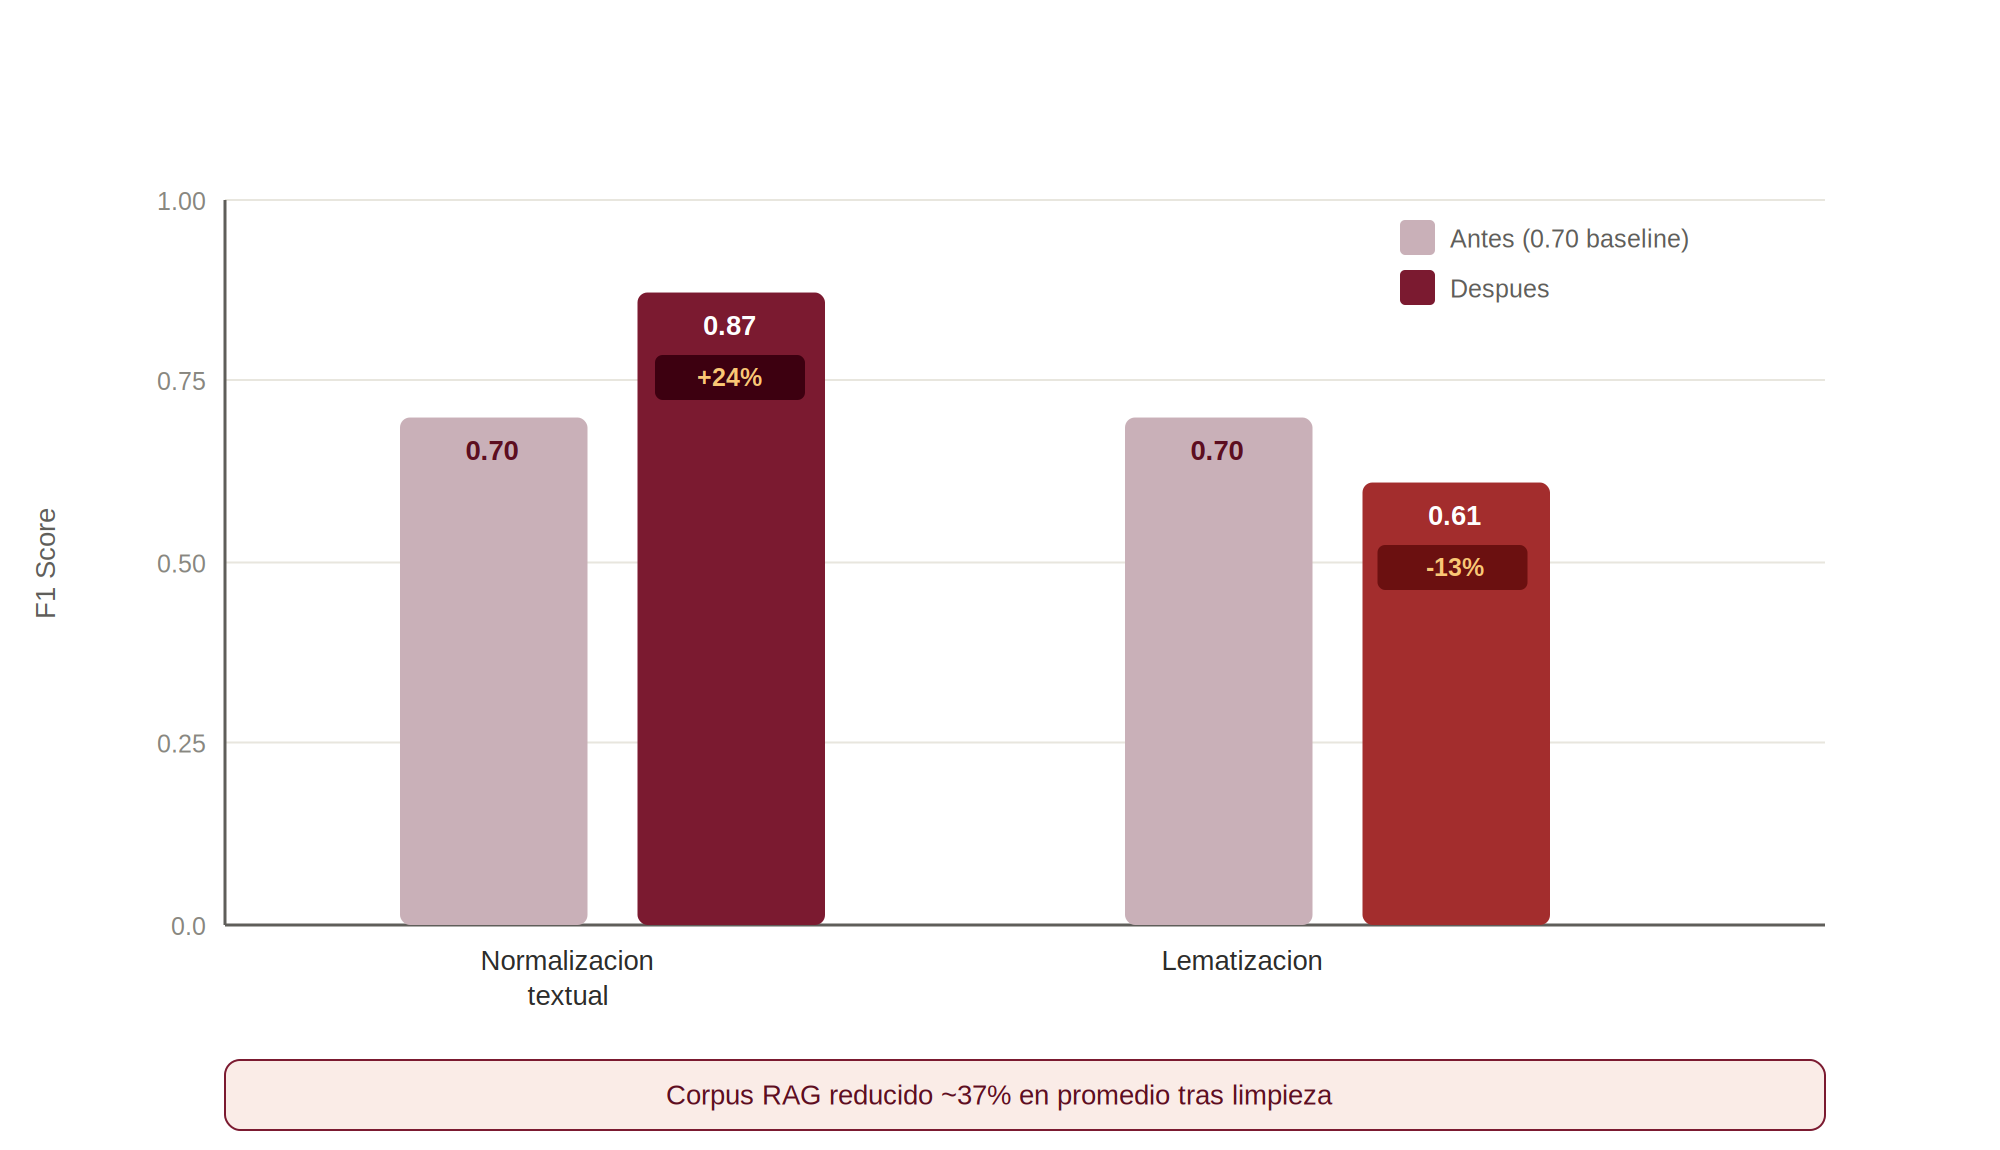 1.00
Antes (0.70 baseline)
Despues
0.87
+24%
0.75
0.70
0.70
0.61
-13%
0.50
F1 Score
0.25
0.0
Normalizacion
textual
Lematizacion
Corpus RAG reducido ~37% en promedio tras limpieza